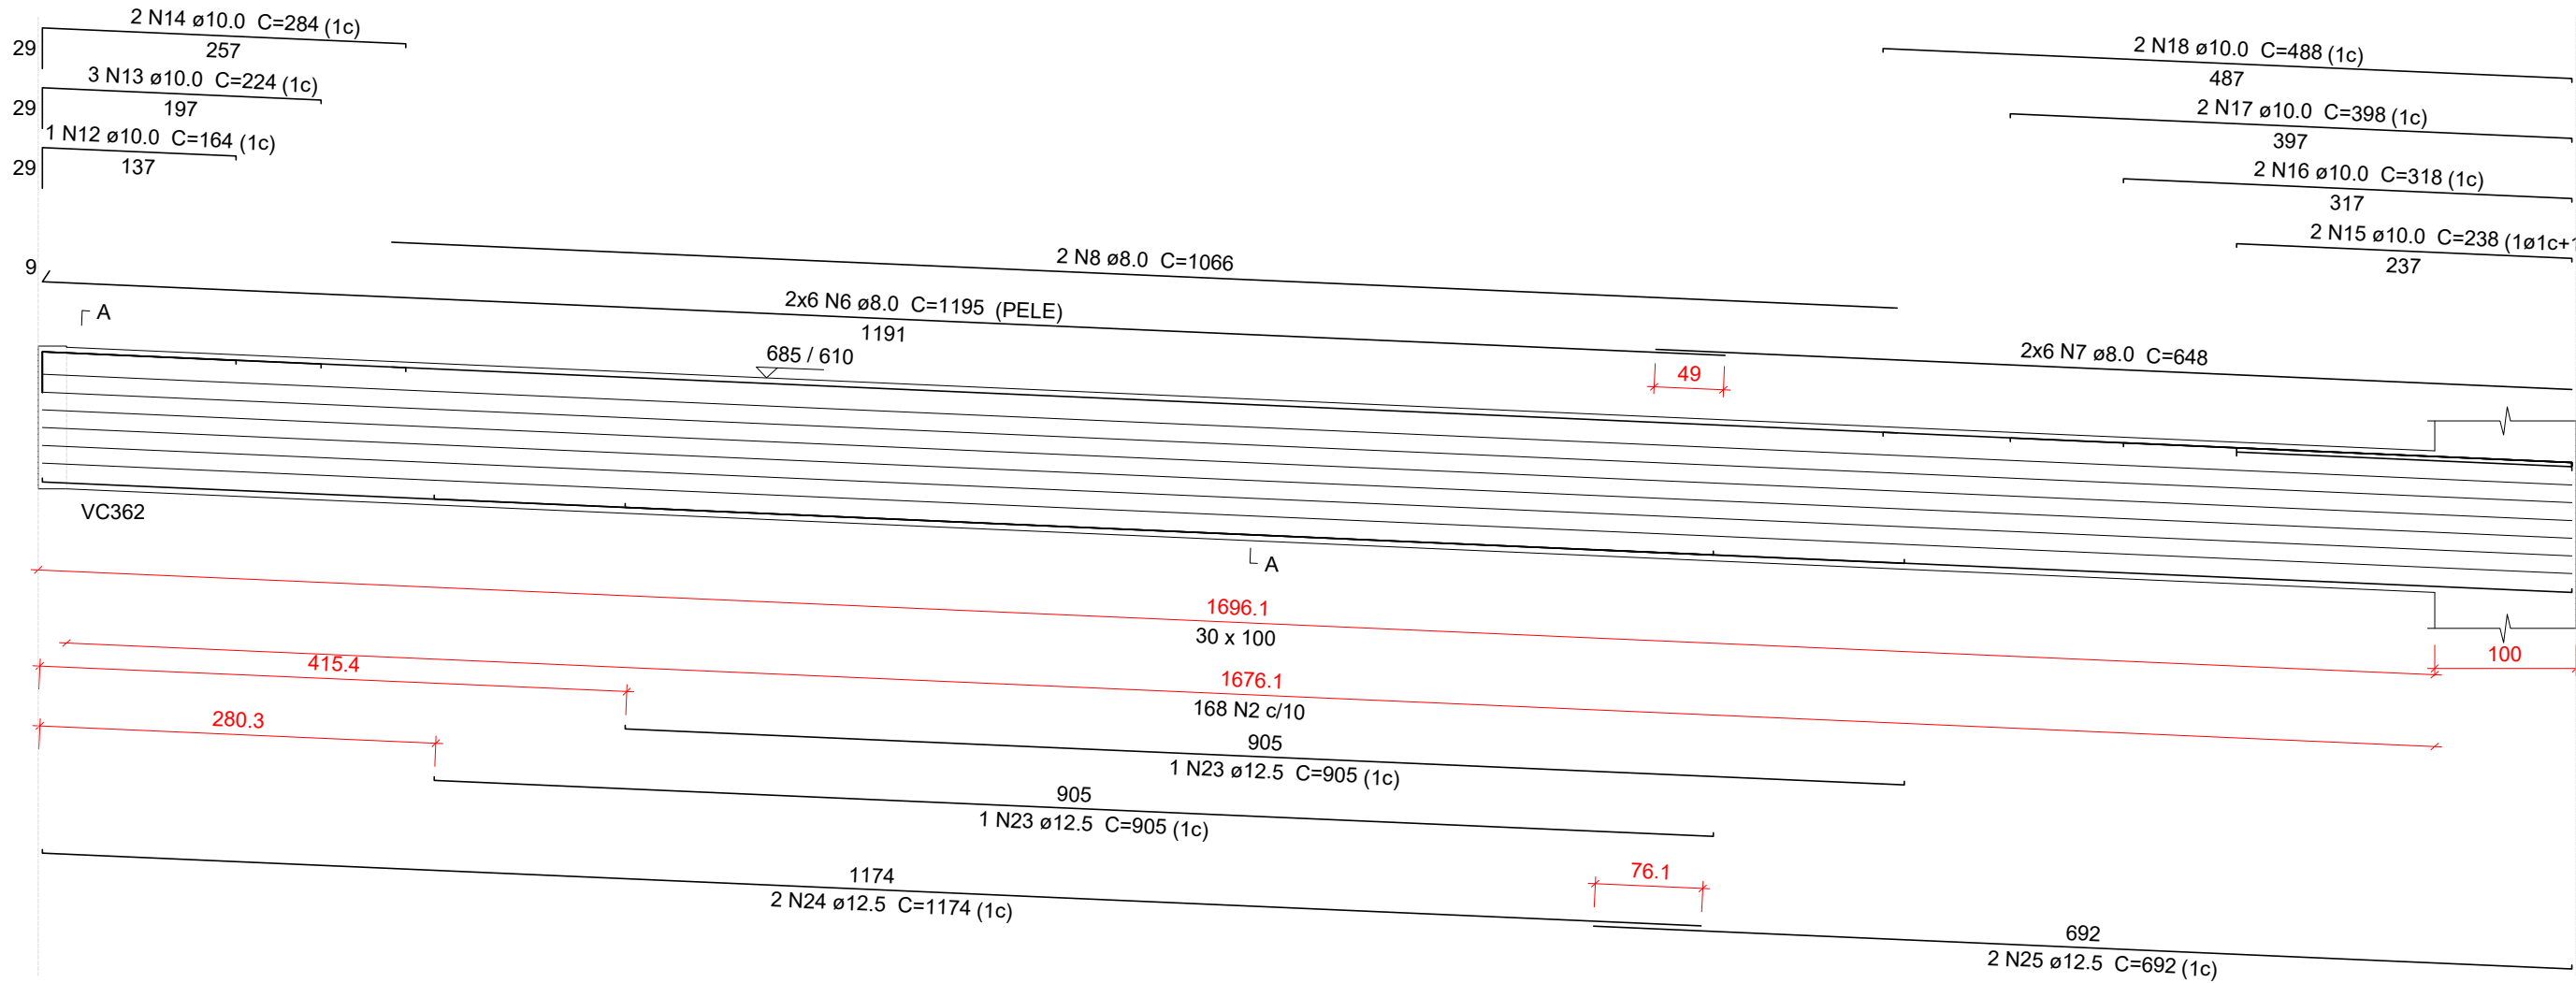 2 N14 ø10.0 C=284 (1c)
29
257
3 N13 ø10.0 C=224 (1c)
29
197
1 N12 ø10.0 C=164 (1c)
29
137
2 N18 ø10.0 C=488 (1c)
487
2 N17 ø10.0 C=398 (1c)
397
2 N16 ø10.0 C=318 (1c)
317
2 N15 ø10.0 C=238 (1ø1c+1
237
2 N8 ø8.0 C=1066
9
2x6 N6 ø8.0 C=1195 (PELE)
1191
A
685 / 610
2x6 N7 ø8.0 C=648
49
VC362
A
1696.1
30 x 100
100
415.4
1676.1
168 N2 c/10
280.3
905
1 N23 ø12.5 C=905 (1c)
905
1 N23 ø12.5 C=905 (1c)
76.1
1174
2 N24 ø12.5 C=1174 (1c)
692
2 N25 ø12.5 C=692 (1c)